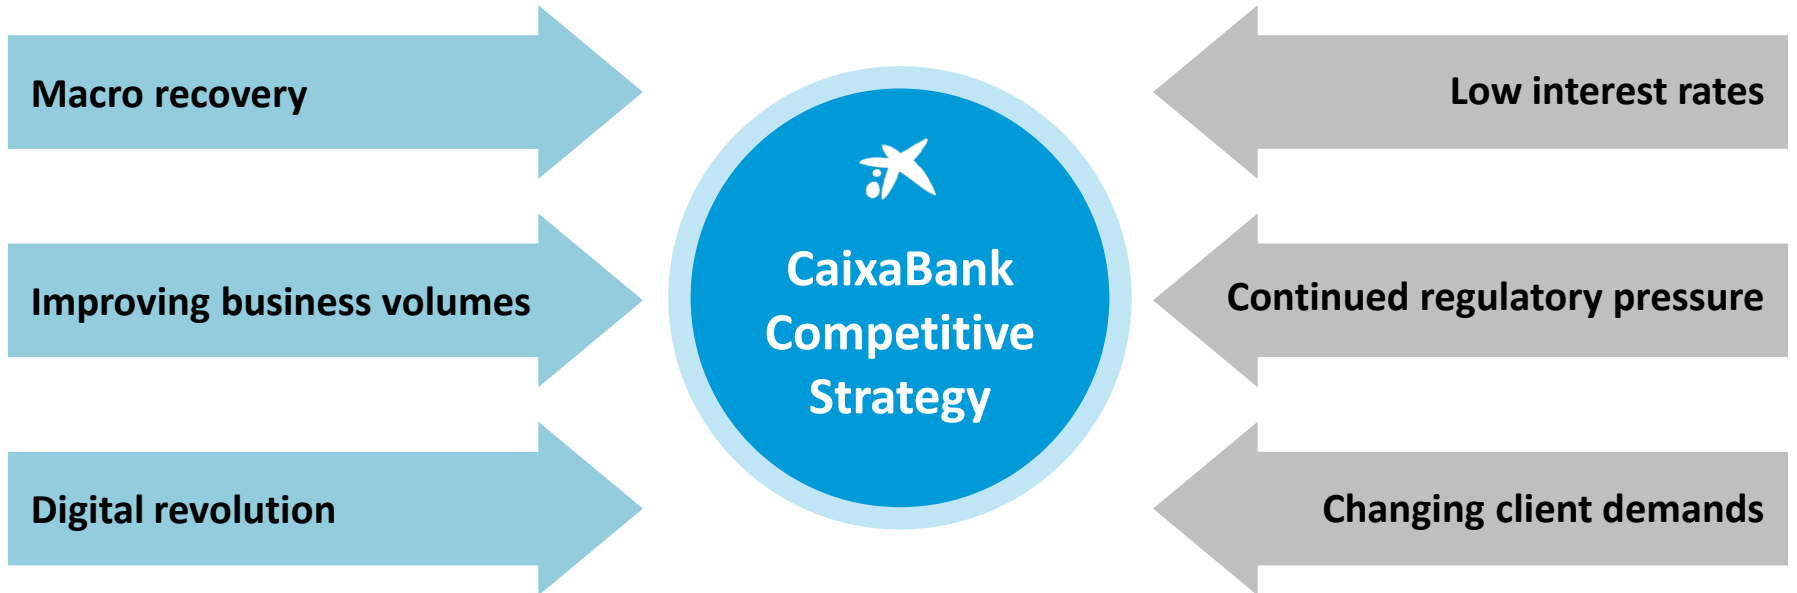 Macro recovery
Improving business volumes
Digital revolution
CaixaBank
Competitive
Strategy
Low interest rates
Continued regulatory pressure
Changing client demands